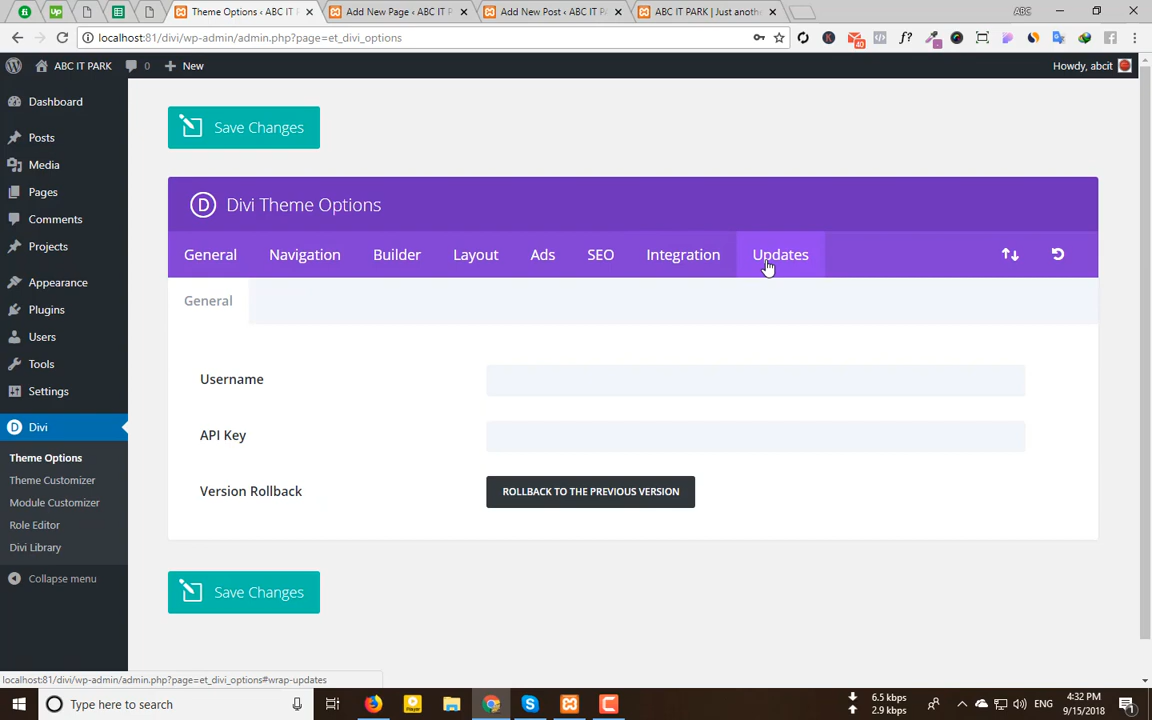 Theme Options ‹ ABC IT P
Add New Page ‹ ABC IT P
Add New Post ‹ ABC IT P
ABC IT PARK | Just anoth
ABC
localhost:81/divi/wp-admin/admin.php?page=et_divi_options
ABC IT PARK
0
New
Howdy, abcit
Dashboard
Posts
Media
Pages
Comments
Projects
Appearance
Plugins
Users
Tools
Settings
Divi
Theme Options
Theme Customizer
Module Customizer
Role Editor
Divi Library
Collapse menu
Save Changes
Divi Theme Options
General
Navigation
Builder
Layout
Ads
SEO
Integration
Updates
General
Username
API Key
Version Rollback
ROLLBACK TO THE PREVIOUS VERSION
Save Changes
localhost:81/divi/wp-admin/admin.php?page=et_divi_options#wrap-updates
Type here to search
6.5 kbps
2.9 kbps
ENG
4:32 PM
9/15/2018